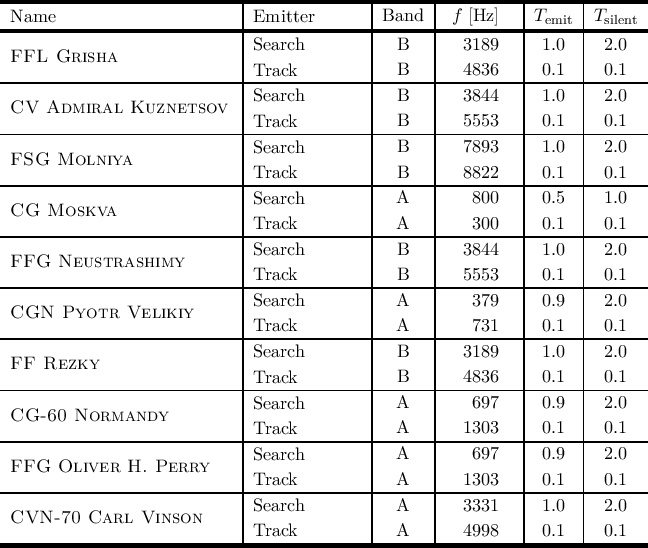 Name Emitter Band f [Hz] T_emit T_silent
FFL Grisha Search B 3189 1.0 2.0
Track B 4836 0.1 0.1
CV Admiral Kuznetsov Search B 3844 1.0 2.0
Track B 5553 0.1 0.1
FSG Molniya Search B 7893 1.0 2.0
Track B 8822 0.1 0.1
CG Moskva Search A 800 0.5 1.0
Track A 300 0.1 0.1
FFG Neustrashimy Search B 3844 1.0 2.0
Track B 5553 0.1 0.1
CGN Pyotr Velikiy Search A 379 0.9 2.0
Track A 731 0.1 0.1
FF Rezky Search B 3189 1.0 2.0
Track B 4836 0.1 0.1
CG-60 Normandy Search A 697 0.9 2.0
Track A 1303 0.1 0.1
FFG Oliver H. Perry Search A 697 0.9 2.0
Track A 1303 0.1 0.1
CVN-70 Carl Vinson Search A 3331 1.0 2.0
Track A 4998 0.1 0.1